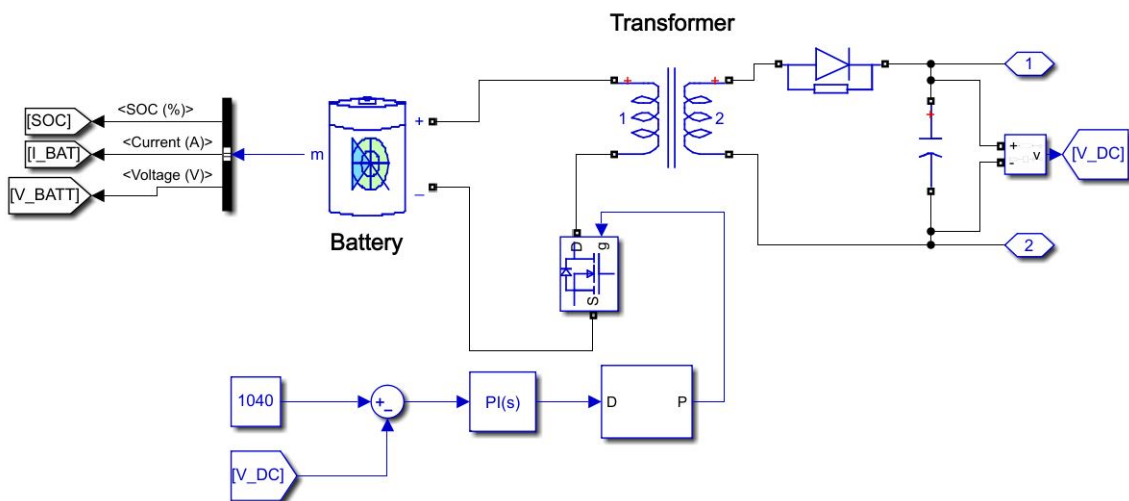 Transformer
1
<SOC (%)>
[SOC]
+
1
2
<Current (A)>
[I_BAT]
m
+
v
[V_DC]
-
<Voltage (V)>
[V_BATT]
–
Battery
D
g
S
2
1040
+
–
PI(s)
D
P
[V_DC]